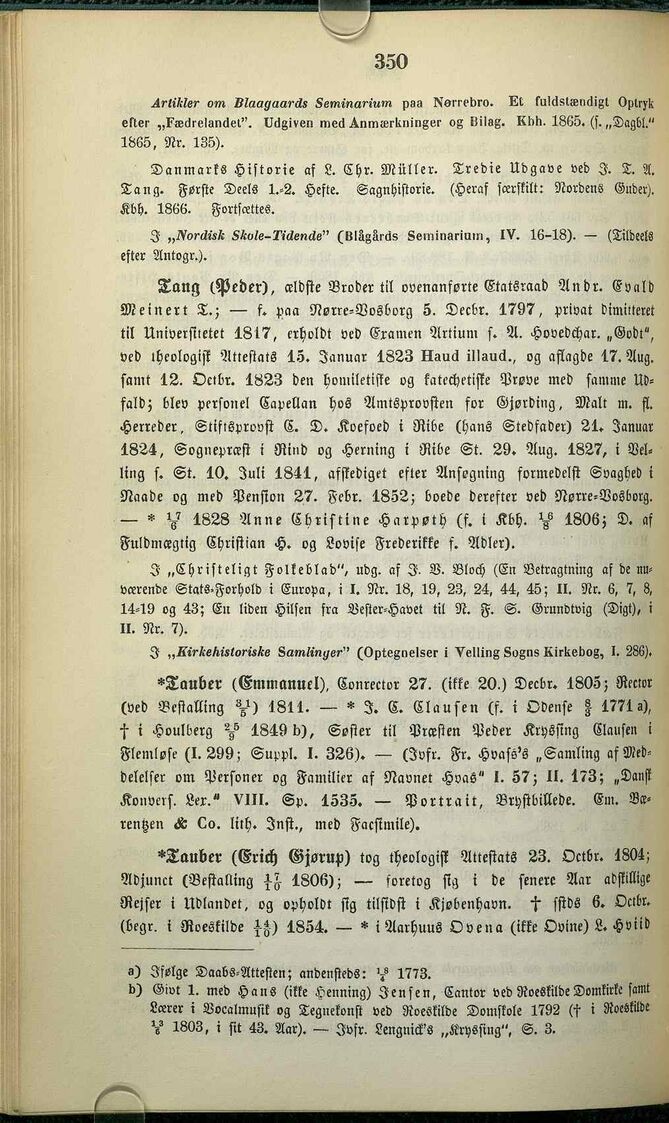 350
Artikler om Blaagaards Seminarium paa Nørrebro. Et fuldstændigt Optryk
efter „Fædrelandet”. Udgiven med Anmærkninger og Bilag. Kbh. 1865. (s. „Dagbl.“
1865, Nr. 135).
Danmarks Historie af L. Chr. Müller. Tredie Udgave ved J. T. A.
Tang. Første Deels 1.-2. Hefte. Sagnhistorie. (Heraf særskilt: Nordens Guder).
Kbh. 1866. Fortsættes.
I „Nordisk Skole-Tidende” (Blågårds Seminarium, IV. 16-18). — (Tildeels
efter Autogr.).
Tang (Peder), ældste Broder til ovenanførte Etatsraad Andr. Evald
Meinert T.; — f. paa Nørre-Vosborg 5. Decbr. 1797, privat dimitteret
til Universitetet 1817, erholdt ved Examen Artium s. A. Hovedchar. „Godt“,
ved theologisk Attestats 15. Januar 1823 Haud illaud., og aflagde 17. Aug.
samt 12. Octbr. 1823 den homiletiske og katechetiske Prøve med samme Ud-
fald; blev personel Capellan hos Amtsprovsten for Gjørding, Malt m. fl.
Herreder, Stiftsprovst C. D. Koefoed i Ribe (hans Stedfader) 21. Januar
1824, Sognepræst i Rind og Herning i Ribe St. 29. Aug. 1827, i Vel-
ling s. St. 10. Juli 1841, afskediget efter Ansøgning formedelst Svaghed i
Naade og med Pension 27. Febr. 1852; boede derefter ved Nørre-Vosborg.
— * 17/6 1828 Anne Christine Harpøth (f. i Kbh. 16/8 1806; D. af
Fuldmægtig Christian H. og Lovise Frederikke f. Adler).
I „Christeligt Folkeblad“, udg. af J. V. Bloch (En Betragtning af de nu-
værende Stats-Forhold i Europa, i I. Nr. 18, 19, 23, 24, 44, 45; II. Nr. 6, 7, 8,
14-19 og 43; En liden Hilsen fra Vester-Havet til N. F. S. Grundtvig (Digt), i
II. Nr. 7).
I „Kirkehistoriske Samlinger” (Optegnelser i Velling Sogns Kirkebog, I. 286).
*Tauber (Emmanuel), Conrector 27. (ikke 20.) Decbr. 1805; Rector
(ved Bestalling 31/5) 1811. — * J. C. Clausen (f. i Odense 8/3 1771 a),
† i Houlberg 25/9 1849 b), Søster til Præsten Peder Kryssing Clausen i
Flemløse (I. 299; Suppl. I. 326). — (Jvfr. Fr. Hvass's „Samling af Med-
delelser om Personer og Familier af Navnet Hvas“ I. 57; II. 173; „Dansk
Konvers. Lex.“ VIII. Sp. 1535. — Portrait, Brystbillede. Em. Bæ-
rentzen & Co. lith. Inst., med Facsimile).
*Tauber (Erich Gjørup) tog theologisk Attestats 23. Octbr. 1804;
Adjunct (Bestalling 17/10 1806); — foretog sig i de senere Aar adskillige
Rejser i Udlandet, og opholdt sig tilsidst i Kjøbenhavn. † sstds 6. Octbr.
(begr. i Roeskilde 14/10) 1854. — * i Aarhuus Ovena (ikke Ovine) L. Hviid
a) Ifølge Daabs-Attesten; andensteds: 18/4 1773.
b) Givt 1. med Hans (ikke Henning) Jensen, Cantor ved Roeskilde Domkirke samt
Lærer i Vocalmusik og Tegnekonst ved Roeskilde Domskole 1792 († i Roeskilde
13/6 1803, i sit 43. Aar). — Jvfr. Lengnick's „Kryssing“, S. 3.